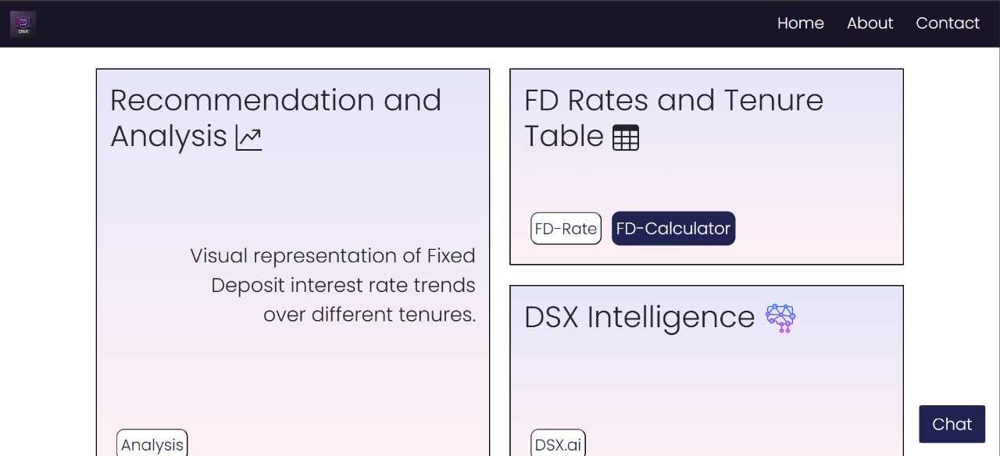 DSX
Home About Contact
Recommendation and
Analysis
Visual representation of Fixed
Deposit interest rate trends
over different tenures.
Analysis
FD Rates and Tenure
Table
FD-Rate FD-Calculator
DSX Intelligence
DSX.ai
Chat